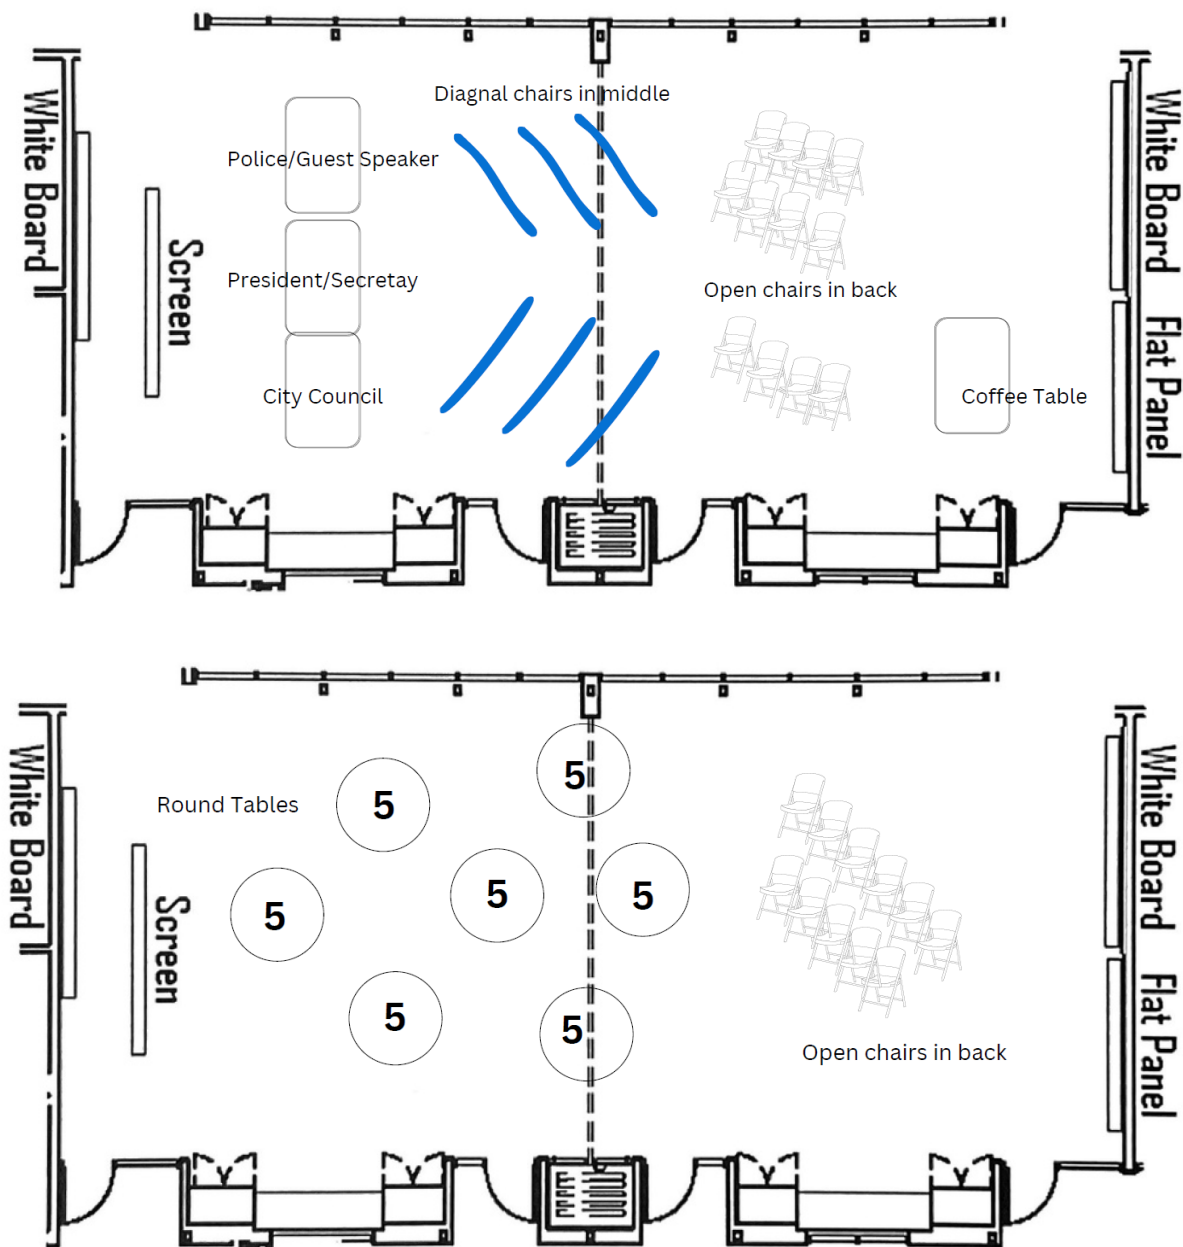 Diagnal chairs in middle
White Board
Police/Guest Speaker
White Board
Screen
President/Secretay
Open chairs in back
Flat Panel
City Council
Coffee Table
White Board
Round Tables
5
5
White Board
Screen
5
5
5
Flat Panel
5
5
Open chairs in back